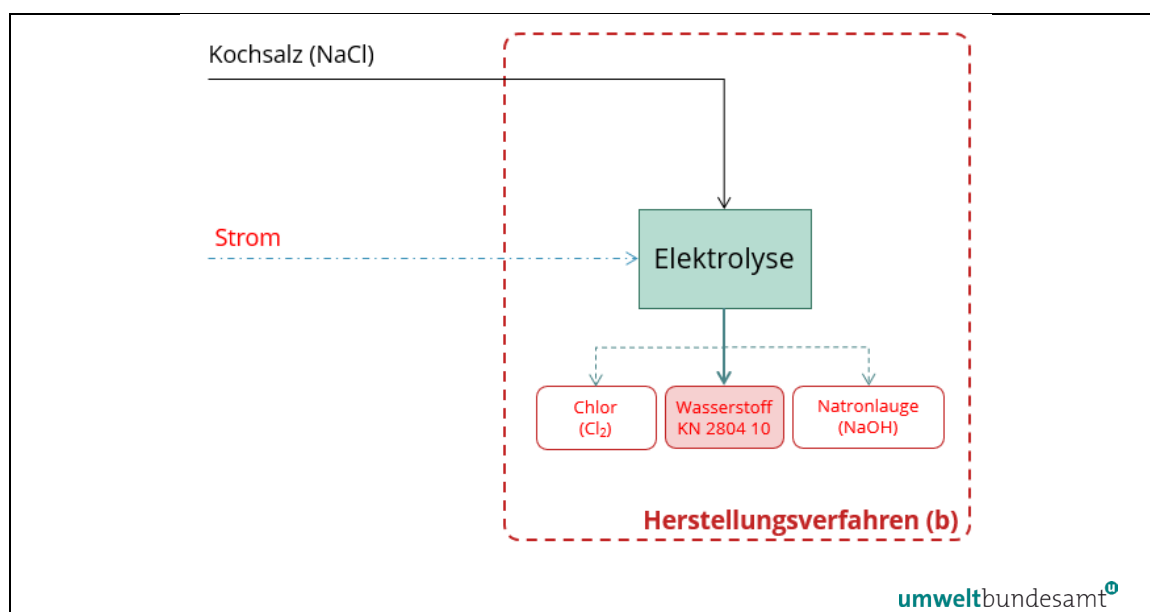 Kochsalz (NaCl)
Strom
Elektrolyse
Chlor
(Cl₂)
Wasserstoff
KN 2804 10
Natronlauge
(NaOH)
Herstellungsverfahren (b)
umweltbundesamt ᵘ